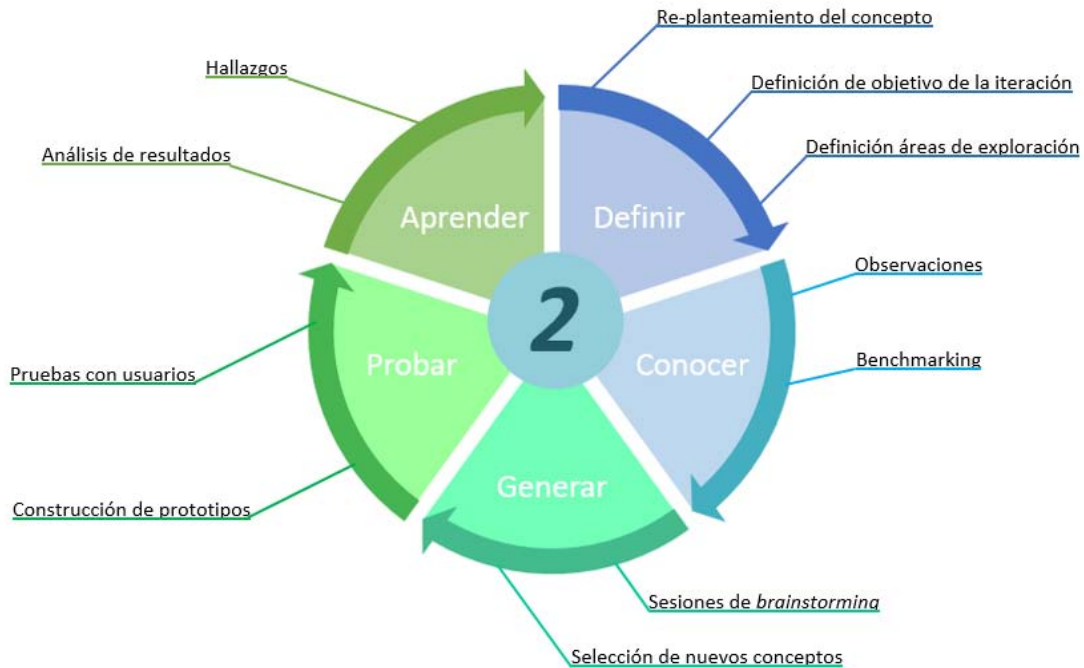 Re-planteamiento del concepto
Definición de objetivo de la iteración
Definición áreas de exploración
Hallazgos
Análisis de resultados
Aprender
Definir
2
Observaciones
Benchmarking
Conocer
Probar
Pruebas con usuarios
Construcción de prototipos
Generar
Sesiones de brainstorming
Selección de nuevos conceptos